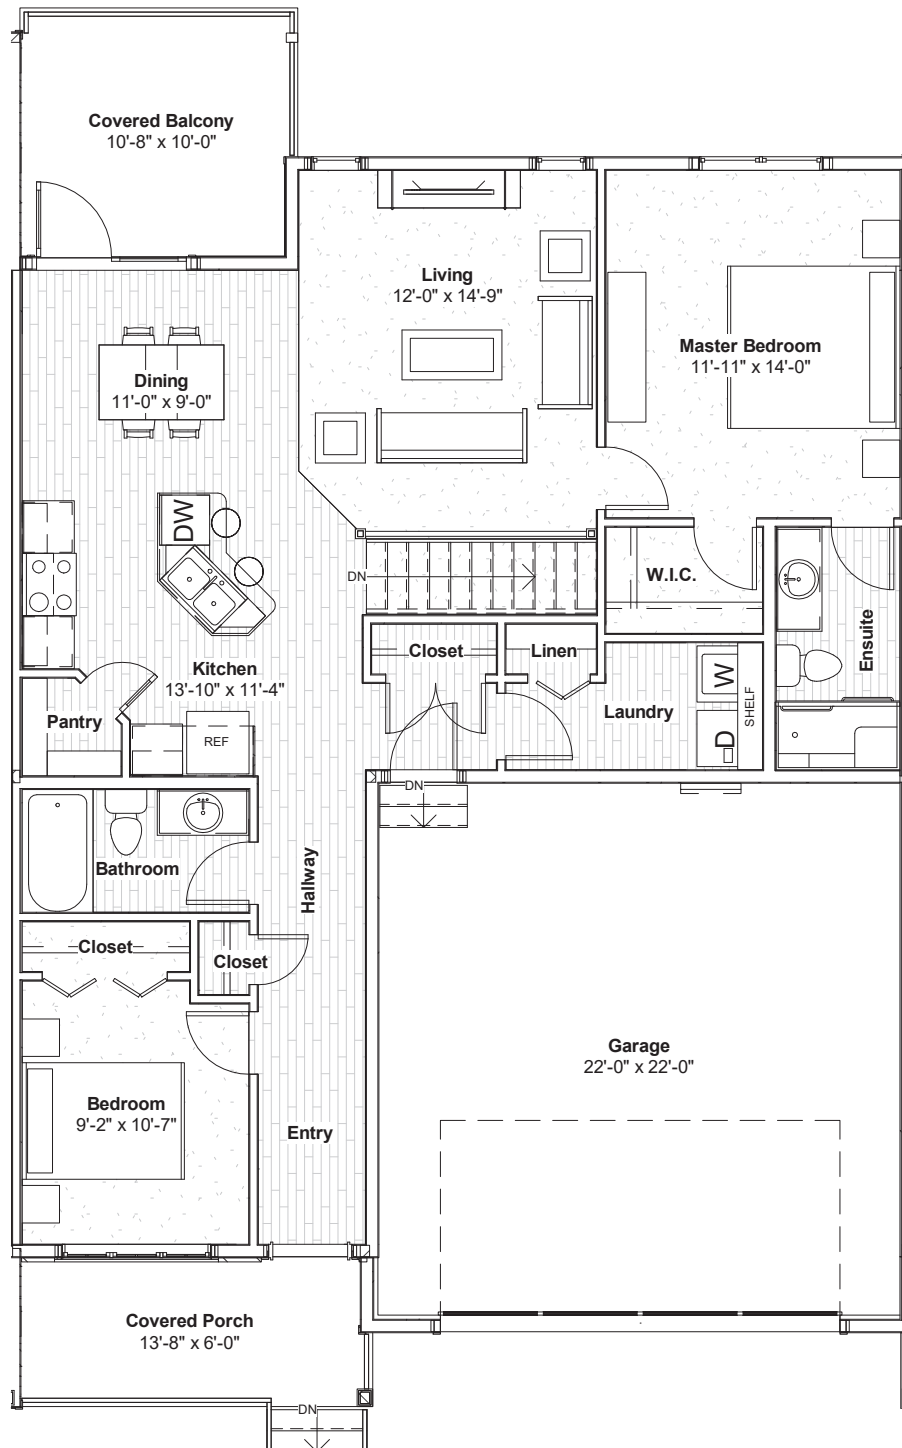 Covered Balcony
10'-8" x 10'-0"
Living
12'-0" x 14'-9"
Master Bedroom
11'-11" x 14'-0"
Dining
11'-0" x 9'-0"
DW
DN
W.I.C.
Ensuite
Kitchen
13'-10" x 11'-4"
Closet
Linen
Laundry
W
D
SHELF
Pantry
REF
DN
Bathroom
Hallway
Closet
Closet
Garage
22'-0" x 22'-0"
Bedroom
9'-2" x 10'-7"
Entry
Covered Porch
13'-8" x 6'-0"
DN